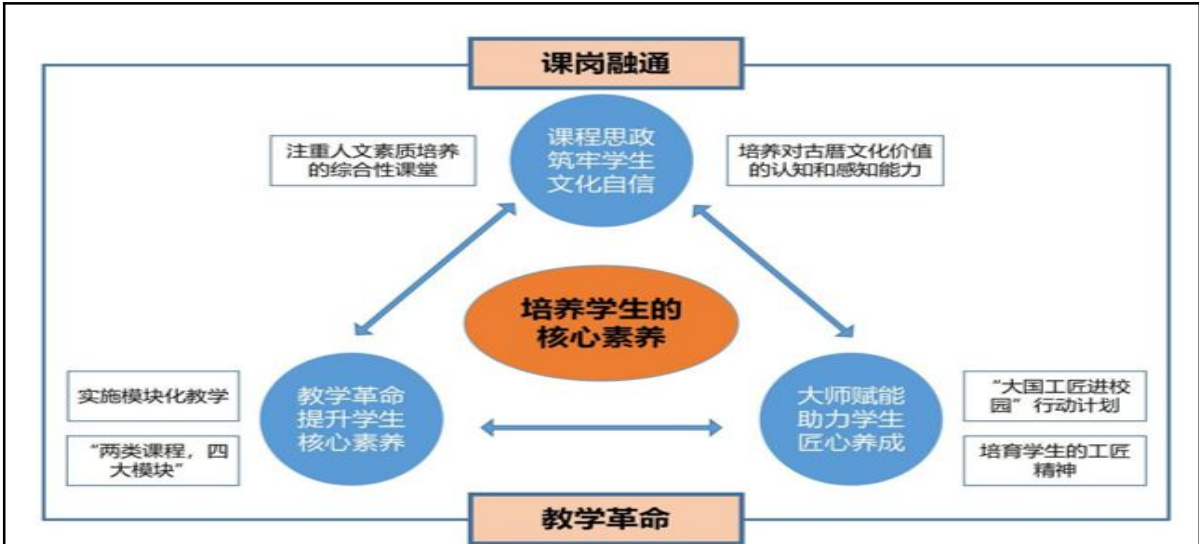 课岗融通
课程思政
筑牢学生
文化自信
注重人文素质培养
的综合性课堂
培养对古厝文化价值
的认知和感知能力
培养学生的
核心素养
教学革命
提升学生
核心素养
实施模块化教学
“两类课程，四
大模块”
大师赋能
助力学生
匠心养成
“大国工匠进校
园”行动计划
培育学生的工匠
精神
教学革命